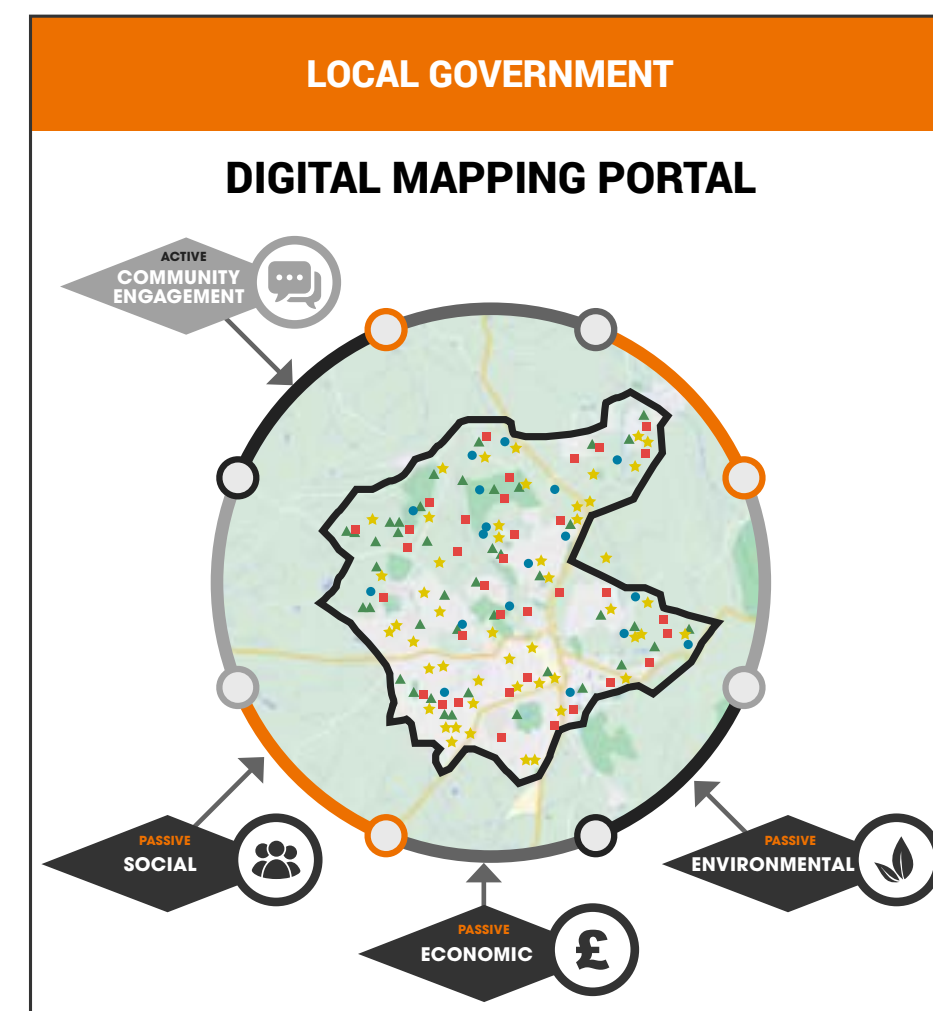 LOCAL GOVERNMENT
DIGITAL MAPPING PORTAL
ACTIVE
COMMUNITY
ENGAGEMENT
PASSIVE
SOCIAL
PASSIVE
ENVIRONMENTAL
PASSIVE
ECONOMIC
£